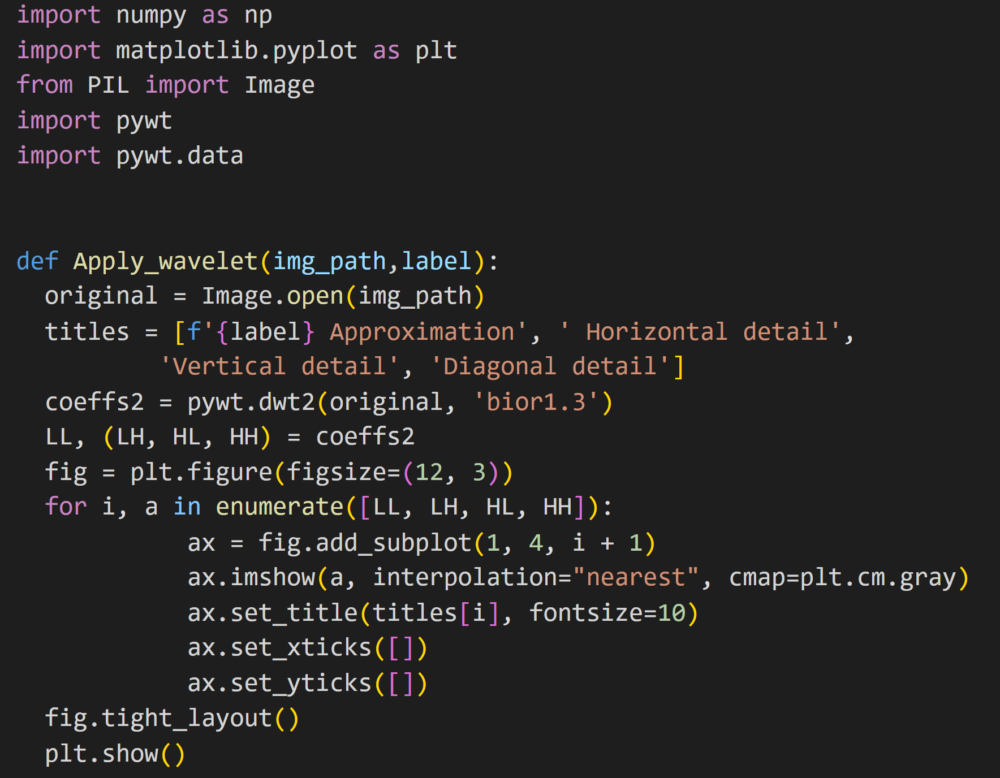 import numpy as np
import matplotlib.pyplot as plt
from PIL import Image
import pywt
import pywt.data
def Apply_wavelet(img_path,label):
  original = Image.open(img_path)
  titles = [f'{label} Approximation', ' Horizontal detail',
          'Vertical detail', 'Diagonal detail']
  coeffs2 = pywt.dwt2(original, 'bior1.3')
  LL, (LH, HL, HH) = coeffs2
  fig = plt.figure(figsize=(12, 3))
  for i, a in enumerate([LL, LH, HL, HH]):
            ax = fig.add_subplot(1, 4, i + 1)
            ax.imshow(a, interpolation="nearest", cmap=plt.cm.gray)
            ax.set_title(titles[i], fontsize=10)
            ax.set_xticks([])
            ax.set_yticks([])
  fig.tight_layout()
  plt.show()